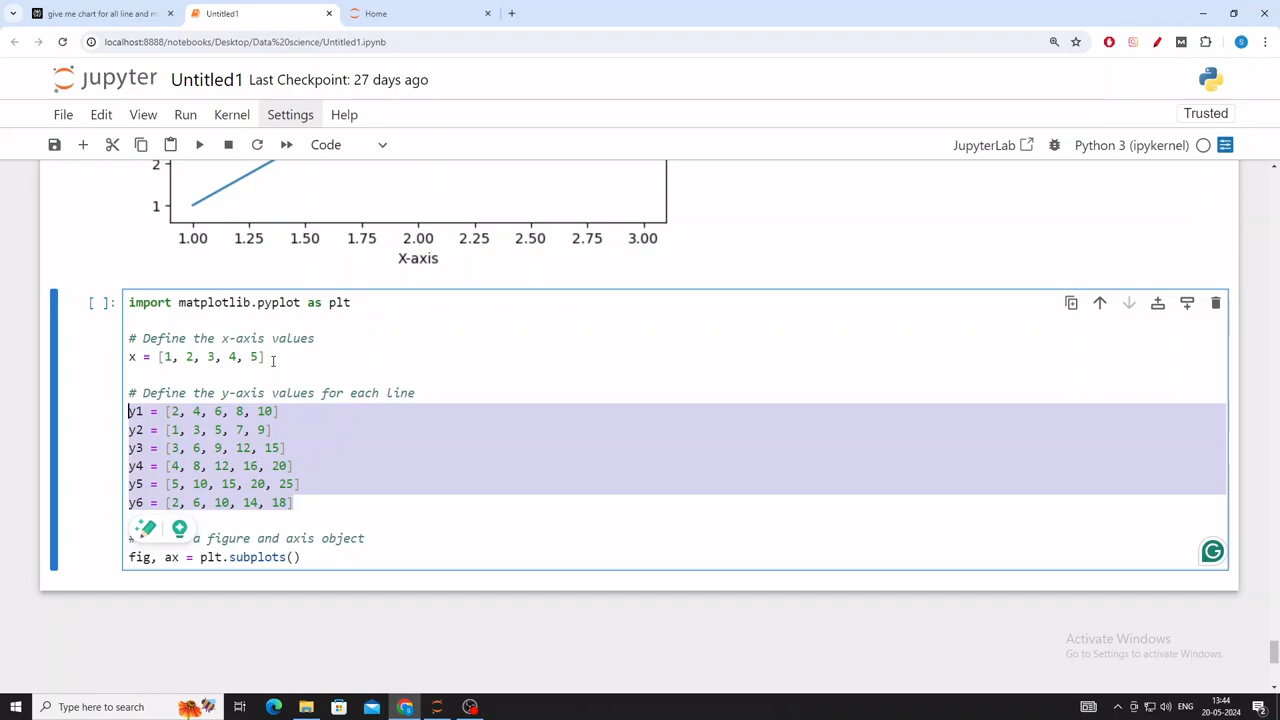 give me chart for all line and m
Untitled1
Home
localhost:8888/notebooks/Desktop/Data%20science/Untitled1.ipynb
jupyter Untitled1 Last Checkpoint: 27 days ago
File Edit View Run Kernel Settings Help
Trusted
Code
JupyterLab
Python 3 (ipykernel)
2
1
1.00 1.25 1.50 1.75 2.00 2.25 2.50 2.75 3.00
X-axis
[ ]:
import matplotlib.pyplot as plt
# Define the x-axis values
x = [1, 2, 3, 4, 5]
# Define the y-axis values for each line
y1 = [2, 4, 6, 8, 10]
y2 = [1, 3, 5, 7, 9]
y3 = [3, 6, 9, 12, 15]
y4 = [4, 8, 12, 16, 20]
y5 = [5, 10, 15, 20, 25]
y6 = [2, 6, 10, 14, 18]
# a figure and axis object
fig, ax = plt.subplots()
Activate Windows
Go to Settings to activate Windows.
Type here to search
ENG
13:44
20-05-2024
2